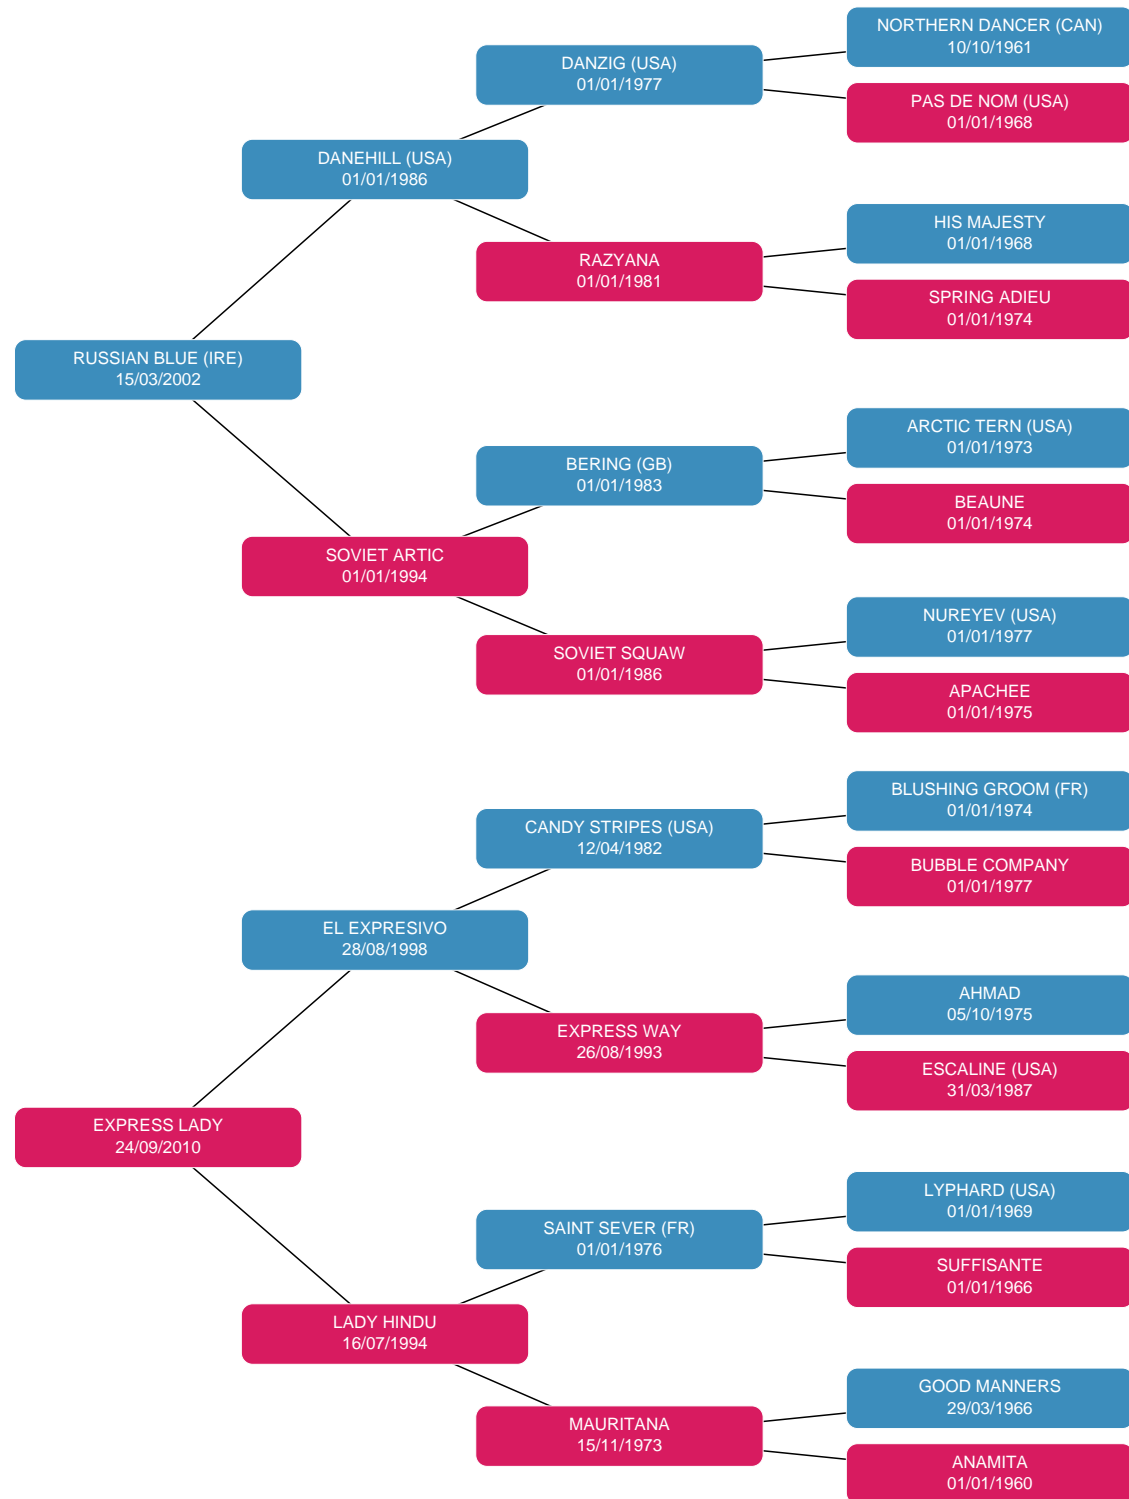 NORTHERN DANCER (CAN)
10/10/1961
DANZIG (USA)
01/01/1977
PAS DE NOM (USA)
01/01/1968
DANEHILL (USA)
01/01/1986
HIS MAJESTY
01/01/1968
RAZYANA
01/01/1981
SPRING ADIEU
01/01/1974
RUSSIAN BLUE (IRE)
15/03/2002
ARCTIC TERN (USA)
01/01/1973
BERING (GB)
01/01/1983
BEAUNE
01/01/1974
SOVIET ARTIC
01/01/1994
NUREYEV (USA)
01/01/1977
SOVIET SQUAW
01/01/1986
APACHEE
01/01/1975
BLUSHING GROOM (FR)
01/01/1974
CANDY STRIPES (USA)
12/04/1982
BUBBLE COMPANY
01/01/1977
EL EXPRESIVO
28/08/1998
AHMAD
05/10/1975
EXPRESS WAY
26/08/1993
ESCALINE (USA)
31/03/1987
EXPRESS LADY
24/09/2010
LYPHARD (USA)
01/01/1969
SAINT SEVER (FR)
01/01/1976
SUFFISANTE
01/01/1966
LADY HINDU
16/07/1994
GOOD MANNERS
29/03/1966
MAURITANA
15/11/1973
ANAMITA
01/01/1960